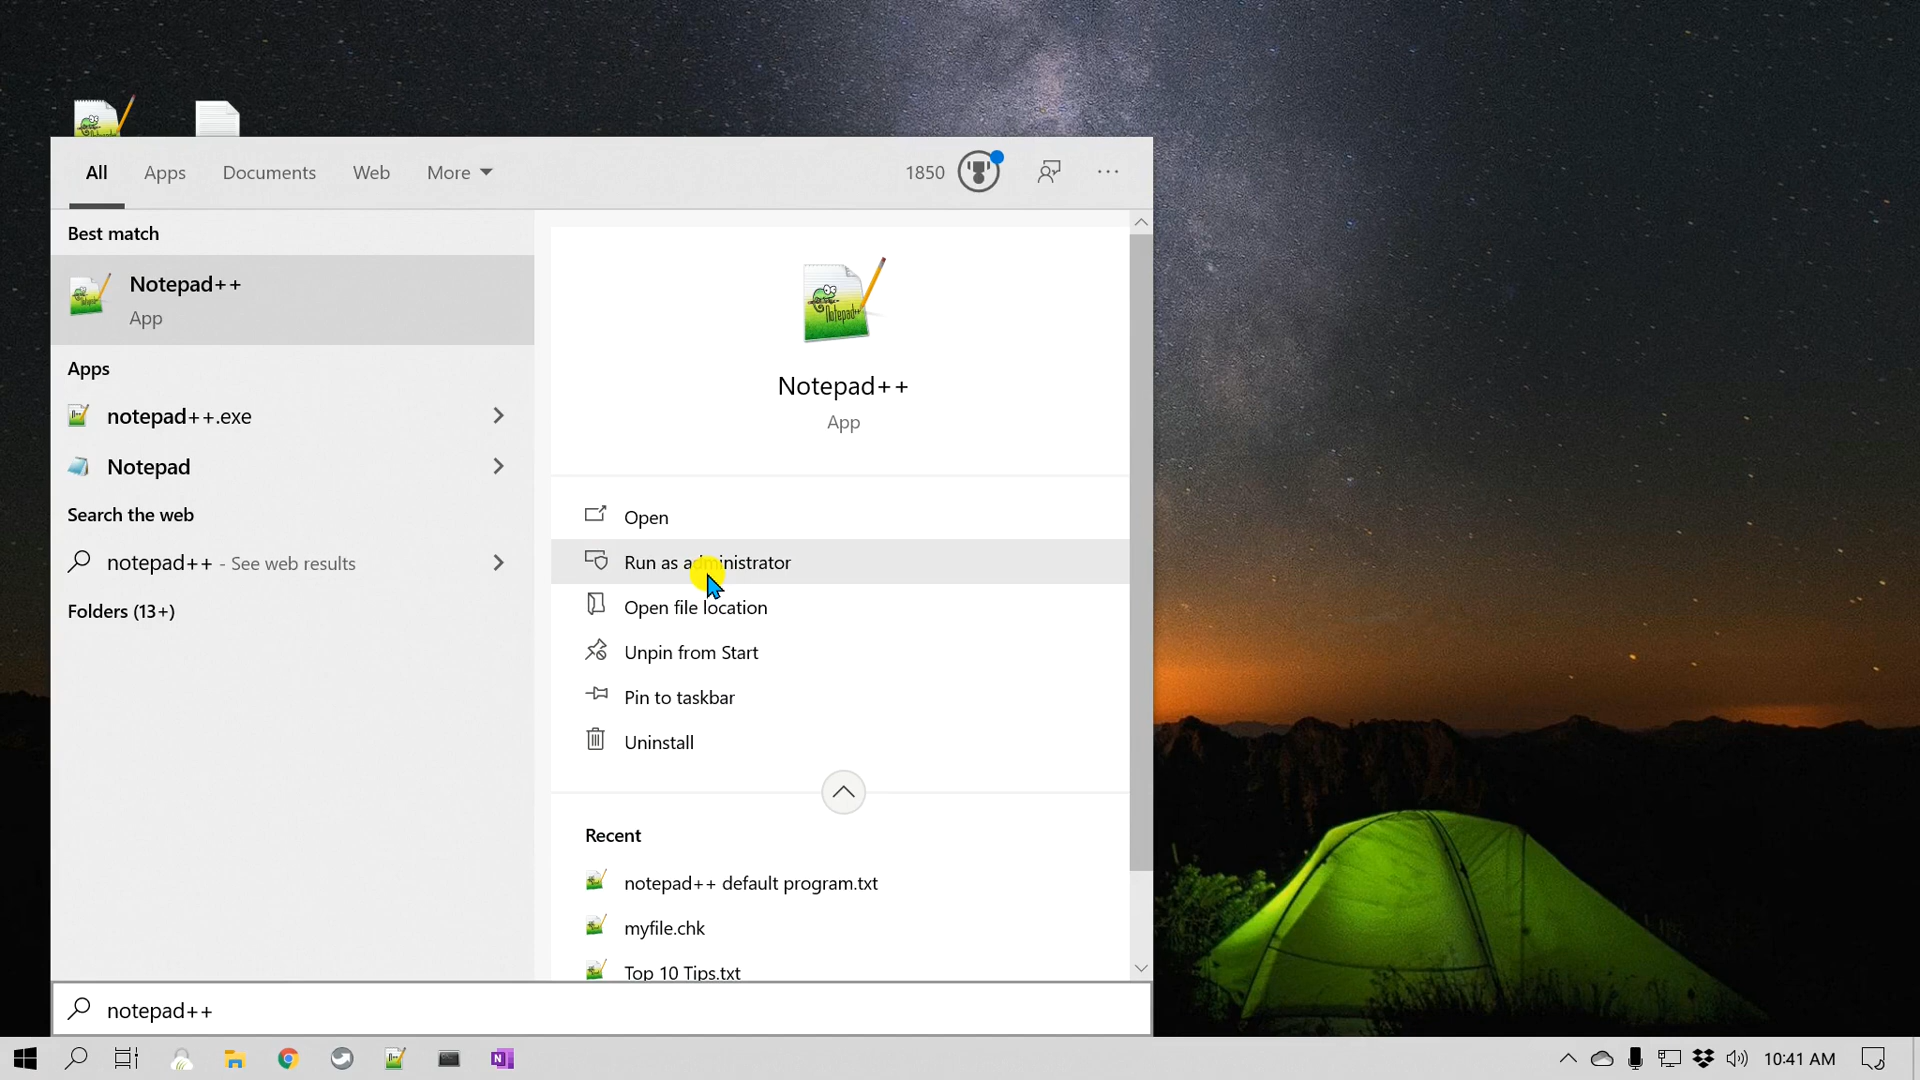 All Apps Documents Web More 1850
Best match
Notepad++
App
Apps
notepad++.exe
Notepad
Search the web
notepad++ - See web results
Folders (13+)
Notepad++
Notepad++
App
Open
Run as administrator
Open file location
Unpin from Start
Pin to taskbar
Uninstall
Recent
notepad++ default program.txt
myfile.chk
Top 10 Tips.txt
notepad++
N
10:41 AM